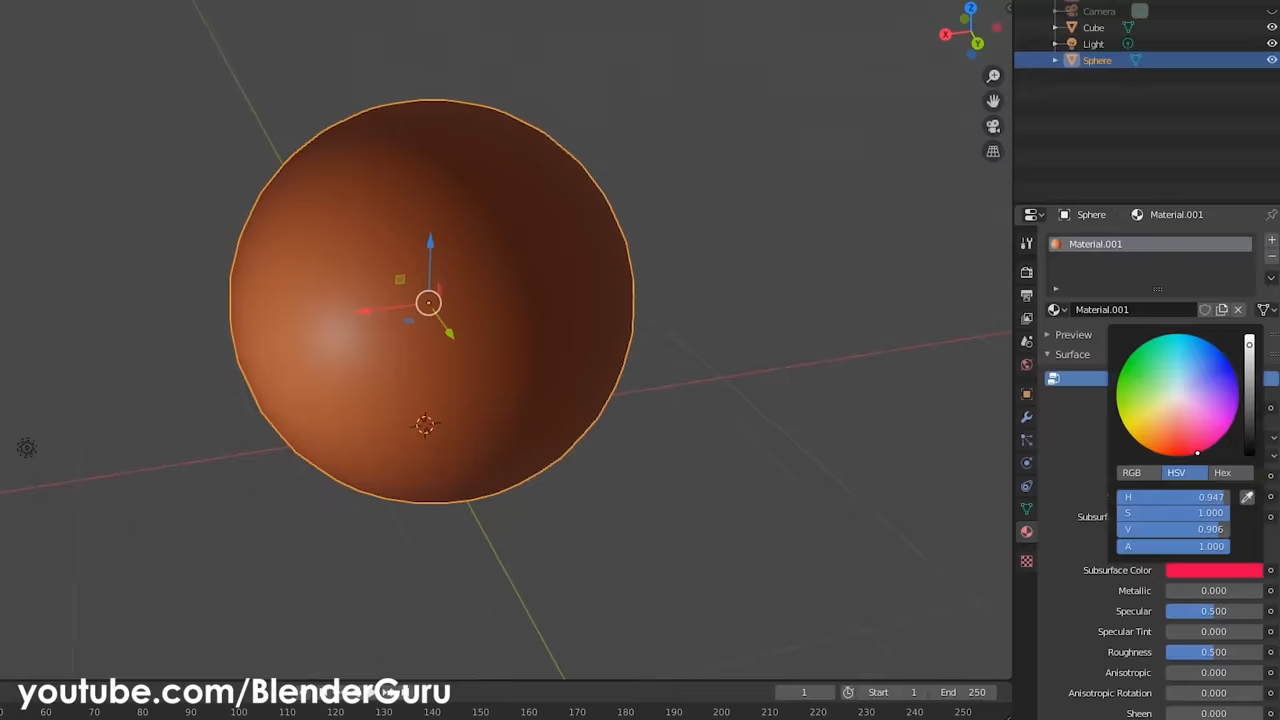 Camera
Cube
Light
Sphere
Z
X
Y
Sphere Material.001
Material.001
Material.001
Preview
Surface
RGB HSV Hex
H 0.947
S 1.000
V 0.906
A 1.000
Subsurf
Subsurface Color
Metallic 0.000
Specular 0.500
Specular Tint 0.000
Roughness 0.500
Anisotropic 0.000
Anisotropic Rotation 0.000
Sheen 0.000
youtube.com/BlenderGuru
1 Start 1 End 250
60 70 80 90 100 110 120 130 140 150 160 170 180 190 200 210 220 230 240 250